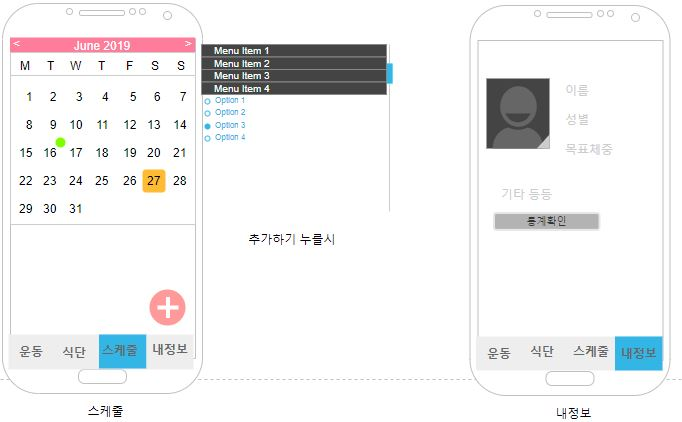 < June 2019 >
M T W T F S S
1 2 3 4 5 6 7
8 9 10 11 12 13 14
15 16 17 18 19 20 21
22 23 24 25 26 27 28
29 30 31
운동 식단 스케줄 내정보
스케줄
Menu Item 1
Menu Item 2
Menu Item 3
Menu Item 4
Option 1
Option 2
Option 3
Option 4
추가하기 누를시
이름
성별
목표체중
기타 등등
통계확인
운동 식단 스케줄 내정보
내정보